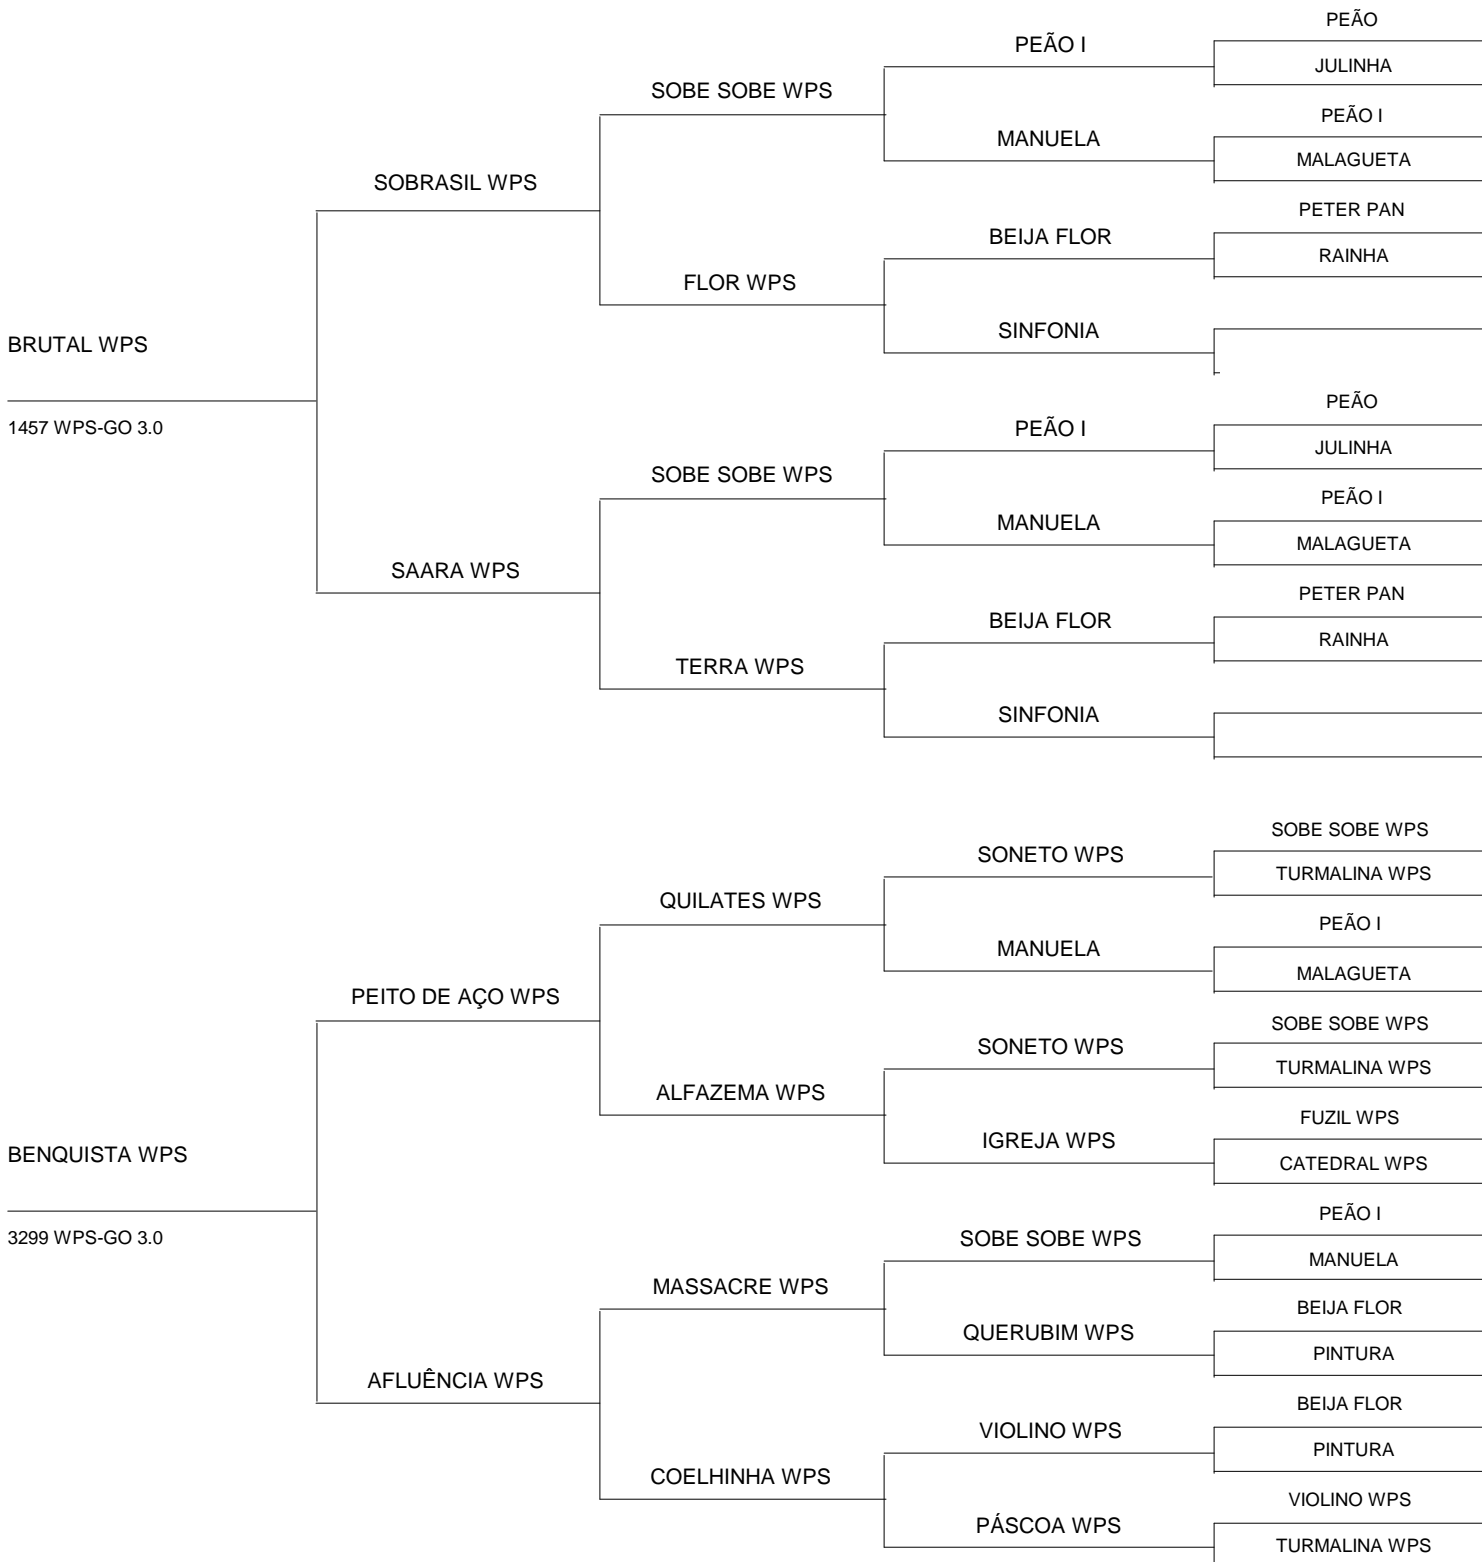 PEÃO
PEÃO I
JULINHA
SOBE SOBE WPS
PEÃO I
MANUELA
MALAGUETA
SOBRASIL WPS
PETER PAN
BEIJA FLOR
RAINHA
FLOR WPS
SINFONIA
BRUTAL WPS
1457 WPS-GO 3.0
PEÃO
PEÃO I
JULINHA
SOBE SOBE WPS
PEÃO I
MANUELA
MALAGUETA
SAARA WPS
PETER PAN
BEIJA FLOR
RAINHA
TERRA WPS
SINFONIA
SOBE SOBE WPS
SONETO WPS
TURMALINA WPS
QUILATES WPS
PEÃO I
MANUELA
MALAGUETA
PEITO DE AÇO WPS
SOBE SOBE WPS
SONETO WPS
TURMALINA WPS
ALFAZEMA WPS
FUZIL WPS
IGREJA WPS
CATEDRAL WPS
BENQUISTA WPS
3299 WPS-GO 3.0
PEÃO I
SOBE SOBE WPS
MANUELA
MASSACRE WPS
BEIJA FLOR
QUERUBIM WPS
PINTURA
AFLUÊNCIA WPS
BEIJA FLOR
VIOLINO WPS
PINTURA
COELHINHA WPS
VIOLINO WPS
PÁSCOA WPS
TURMALINA WPS